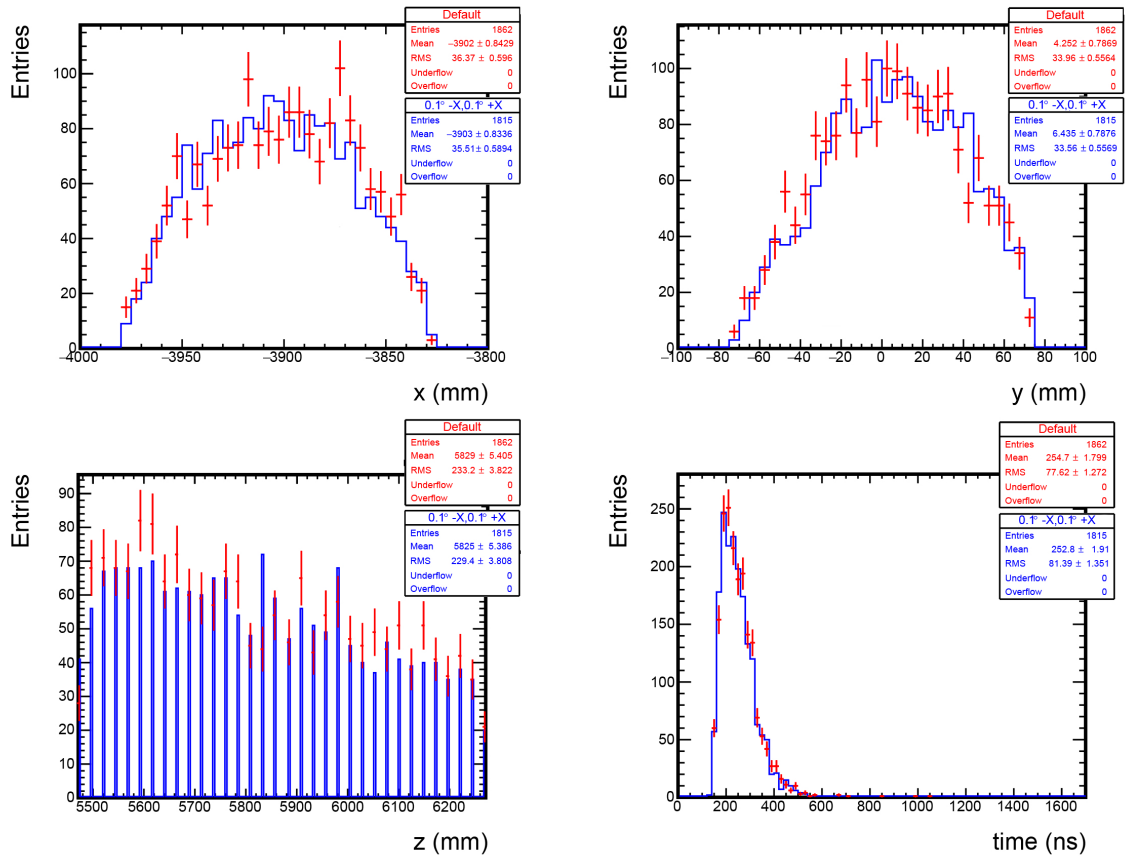 Entries
100
80
60
40
20
0
−4000
−3950
−3900
−3850
−3800
x (mm)
Default
Entries 1862
Mean −3902 ± 0.8429
RMS 36.37 ± 0.596
Underflow 0
Overflow 0
0.1° -X,0.1° +X
Entries 1815
Mean −3903 ± 0.8336
RMS 35.51± 0.5894
Underflow 0
Overflow 0
Entries
100
80
60
40
20
0
−100 −80 −60 −40 −20 0 20 40 60 80 100
y (mm)
Default
Entries 1862
Mean 4.252 ± 0.7869
RMS 33.96 ± 0.5564
Underflow 0
Overflow 0
0.1° -X,0.1° +X
Entries 1815
Mean 6.435 ± 0.7876
RMS 33.56 ± 0.5569
Underflow 0
Overflow 0
Entries
90
80
70
60
50
40
30
20
10
0
5500 5600 5700 5800 5900 6000 6100 6200
z (mm)
Default
Entries 1862
Mean 5829 ± 5.405
RMS 233.2 ± 3.822
Underflow 0
Overflow 0
0.1° -X,0.1° +X
Entries 1815
Mean 5825 ± 5.386
RMS 229.4 ± 3.808
Underflow 0
Overflow 0
Entries
250
200
150
100
50
0
0 200 400 600 800 1000 1200 1400 1600
time (ns)
Default
Entries 1862
Mean 254.7 ± 1.799
RMS 77.62 ± 1.272
Underflow 0
Overflow 0
0.1° -X,0.1° +X
Entries 1815
Mean 252.8 ± 1.91
RMS 81.39 ± 1.351
Underflow 0
Overflow 0